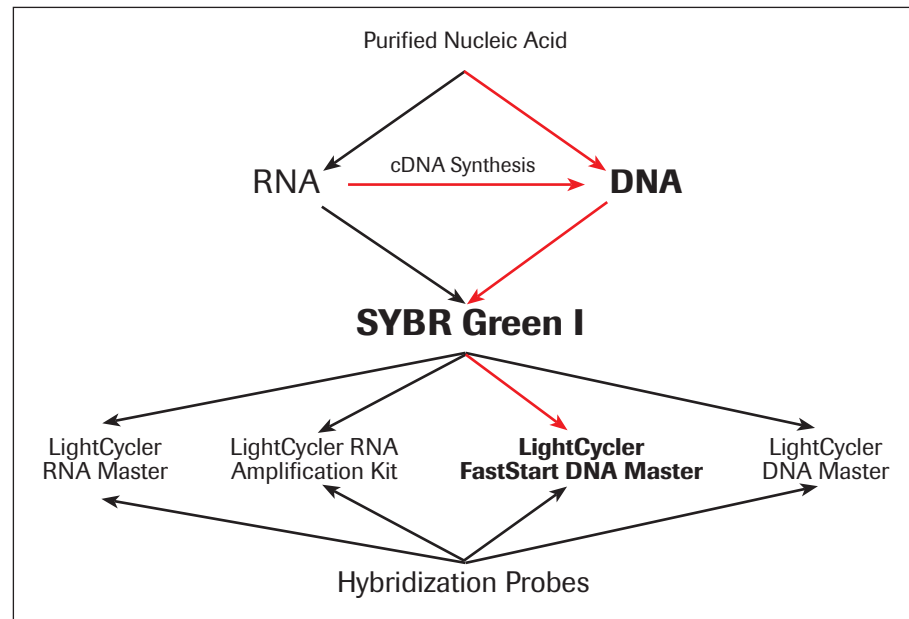 Purified Nucleic Acid
cDNA Synthesis
RNA
DNA
SYBR Green I
LightCycler
RNA Master
LightCycler RNA
Amplification Kit
LightCycler
FastStart DNA Master
LightCycler
DNA Master
Hybridization Probes